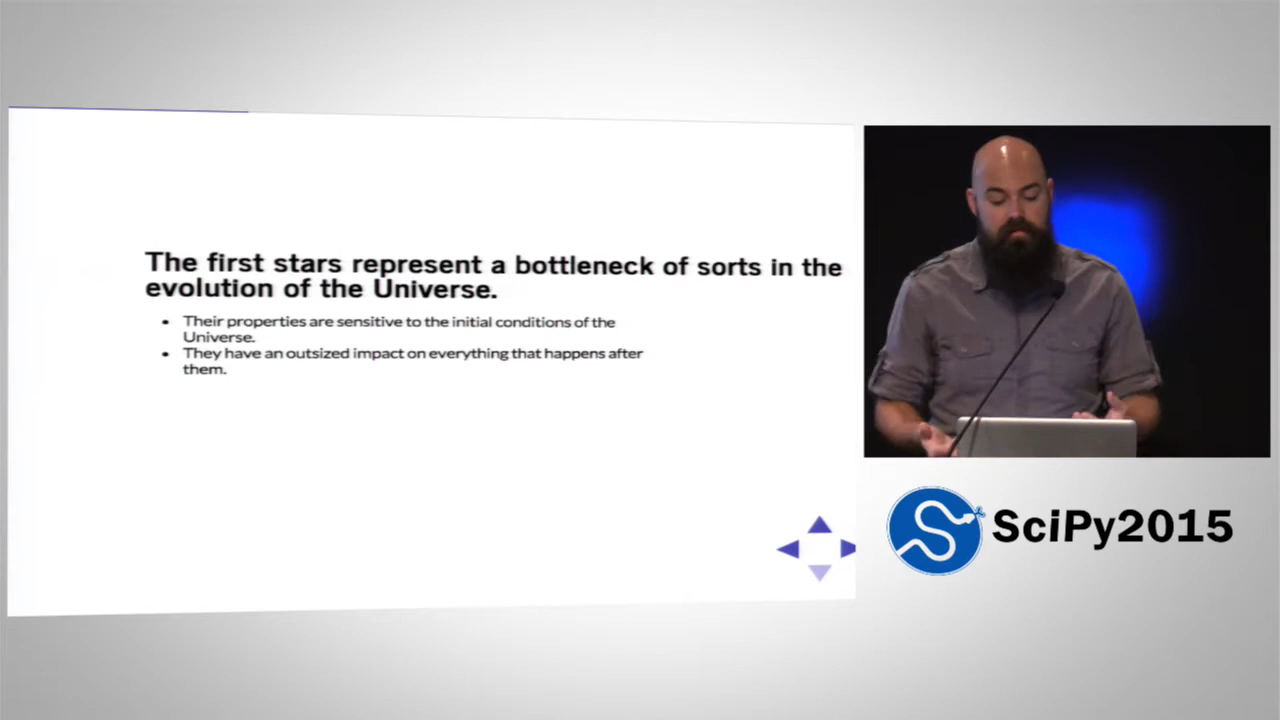 The first stars represent a bottleneck of sorts in the
evolution of the Universe.
• Their properties are sensitive to the initial conditions of the
Universe.
• They have an outsized impact on everything that happens after
them.
SciPy2015